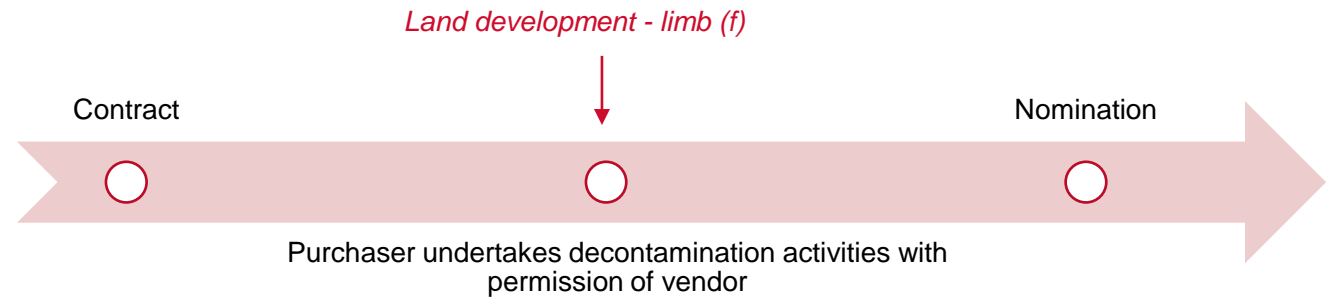 Land development - limb (f)
Contract
Nomination
Purchaser undertakes decontamination activities with
permission of vendor